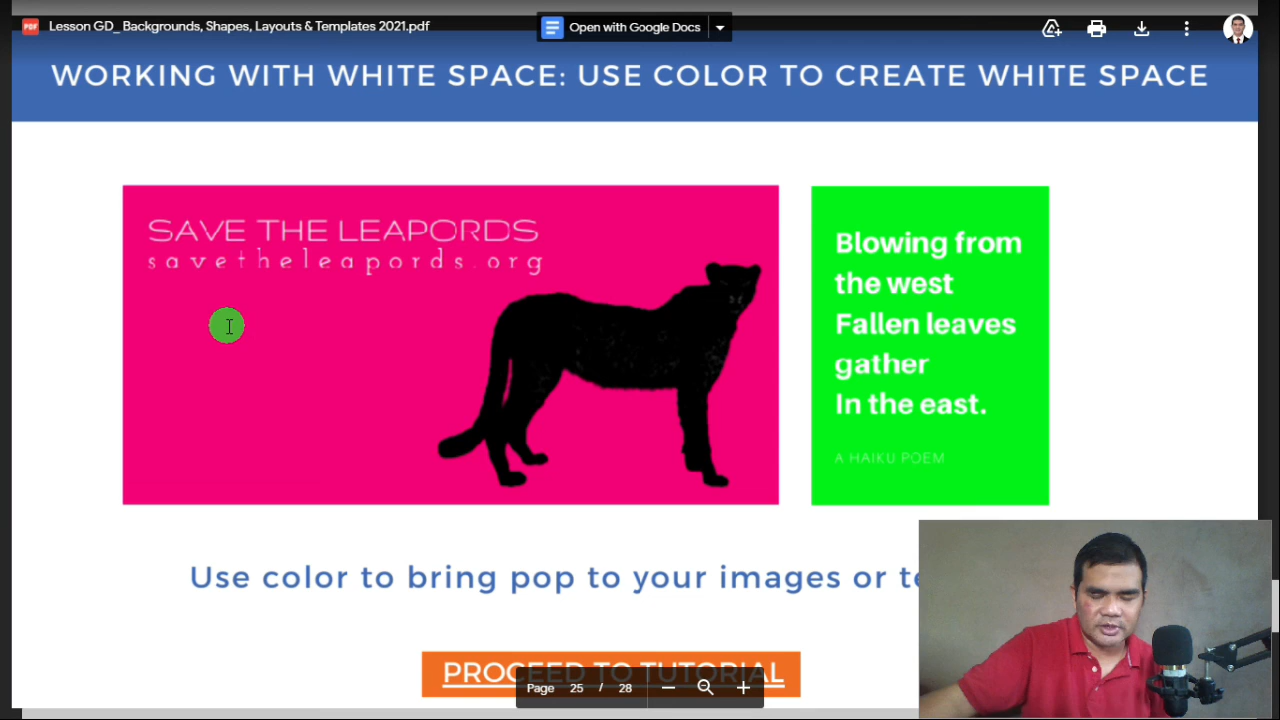 Lesson GD_ Backgrounds, Shapes, Layouts & Templates 2021.pdf
Open with Google Docs
WORKING WITH WHITE SPACE: USE COLOR TO CREATE WHITE SPACE
SAVE THE LEAPORDS
savetheleapords.org
Blowing from
the west
Fallen leaves
gather
In the east.
A HAIKU POEM
Use color to bring pop to your images or
PROCEED TO TUTORIAL
Page 25 / 28